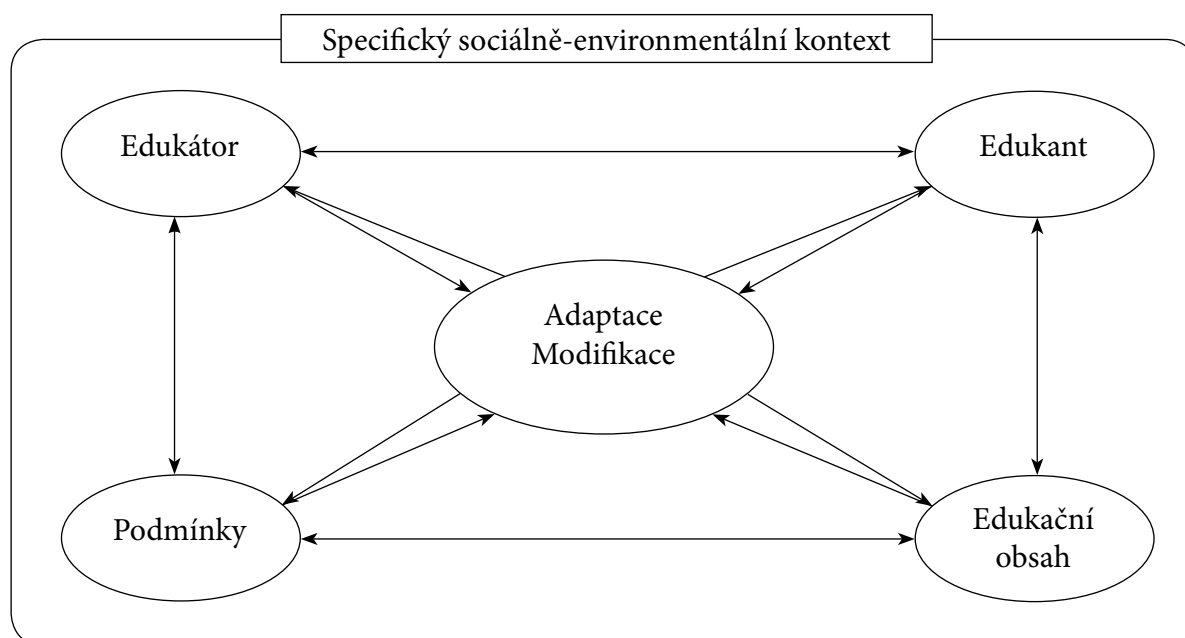 Specifický sociálně-environmentální kontext
Edukátor
Edukant
Adaptace
Modifikace
Podmínky
Edukační
obsah